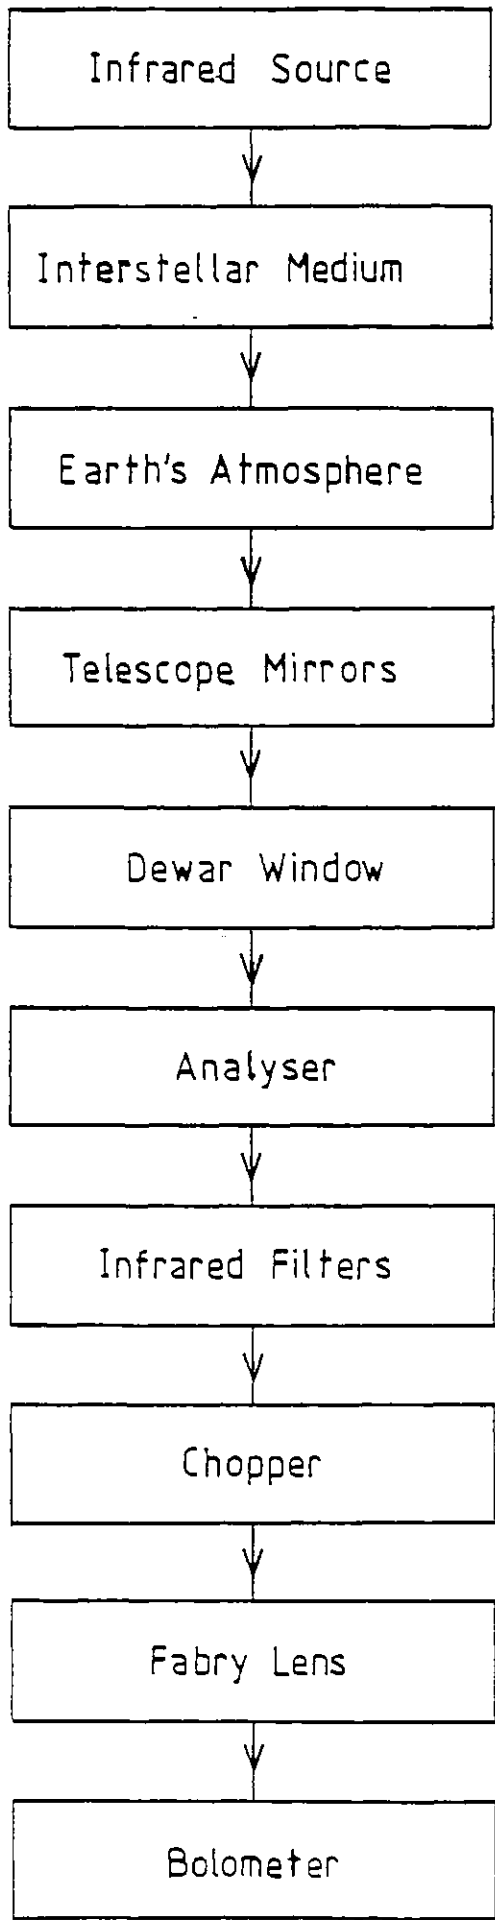 Infrared Source
Interstellar Medium
Earth's Atmosphere
Telescope Mirrors
Dewar Window
Analyser
Infrared Filters
Chopper
Fabry Lens
Bolometer